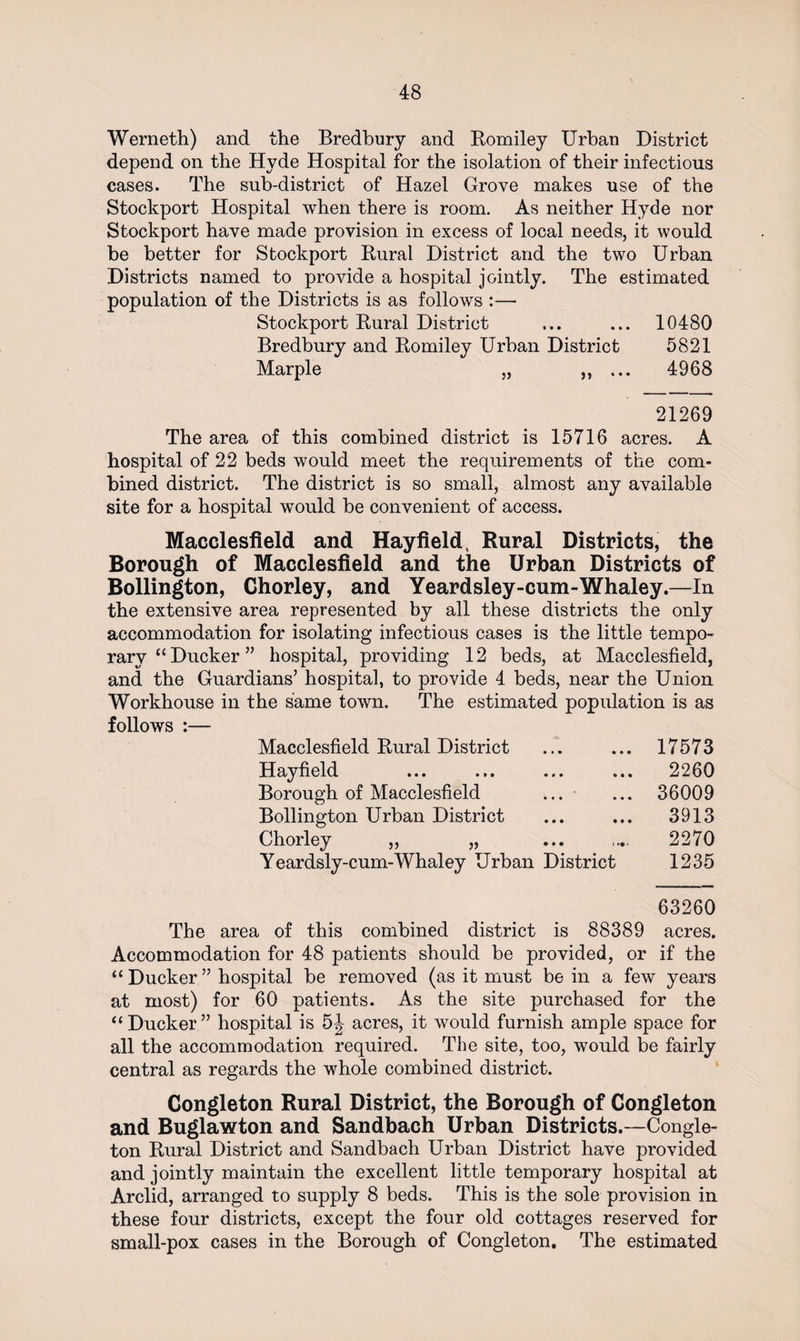 48
Werneth) and the Bredbury and Romiley Urban District
depend on the Hyde Hospital for the isolation of their infectious
cases. The sub-district of Hazel Grove makes use of the
Stockport Hospital when there is room. As neither Hyde nor
Stockport have made provision in excess of local needs, it would
be better for Stockport Rural District and the two Urban
Districts named to provide a hospital jointly. The estimated
population of the Districts is as follows :—
Stockport Rural District ... ... 10480
Bredbury and Romiley Urban District 5821
Marple „ „ ... 4968
21269
The area of this combined district is 15716 acres. A
hospital of 22 beds would meet the requirements of the com-
bined district. The district is so small, almost any available
site for a hospital would be convenient of access.
Macclesfield and Hayfield, Rural Districts, the
Borough of Macclesfield and the Urban Districts of
Bollington, Chorley, and Yeardsley-cum-Whaley.—In
the extensive area represented by all these districts the only
accommodation for isolating infectious cases is the little tempo-
rary “Ducker” hospital, providing 12 beds, at Macclesfield,
and the Guardians’ hospital, to provide 4 beds, near the Union
Workhouse in the same town. The estimated population is as
follows :—
Macclesfield Rural District ... ... 17573
Hayfield ... ... ... ... 2260
Borough of Macclesfield ... ... 36009
Bollington Urban District ... ... 3913
Chorley „ „ ... ... 2270
Yeardsly-cum-Whaley Urban District 1235
63260
The area of this combined district is 88389 acres.
Accommodation for 48 patients should be provided, or if the
“Ducker” hospital be removed (as it must be in a few years
at most) for 60 patients. As the site purchased for the
“Ducker” hospital is 5½ acres, it would furnish ample space for
all the accommodation required. The site, too, would be fairly
central as regards the whole combined district.
Congleton Rural District, the Borough of Congleton
and Buglawton and Sandbach Urban Districts.—Congle-
ton Rural District and Sandbach Urban District have provided
and jointly maintain the excellent little temporary hospital at
Arclid, arranged to supply 8 beds. This is the sole provision in
these four districts, except the four old cottages reserved for
small-pox cases in the Borough of Congleton. The estimated